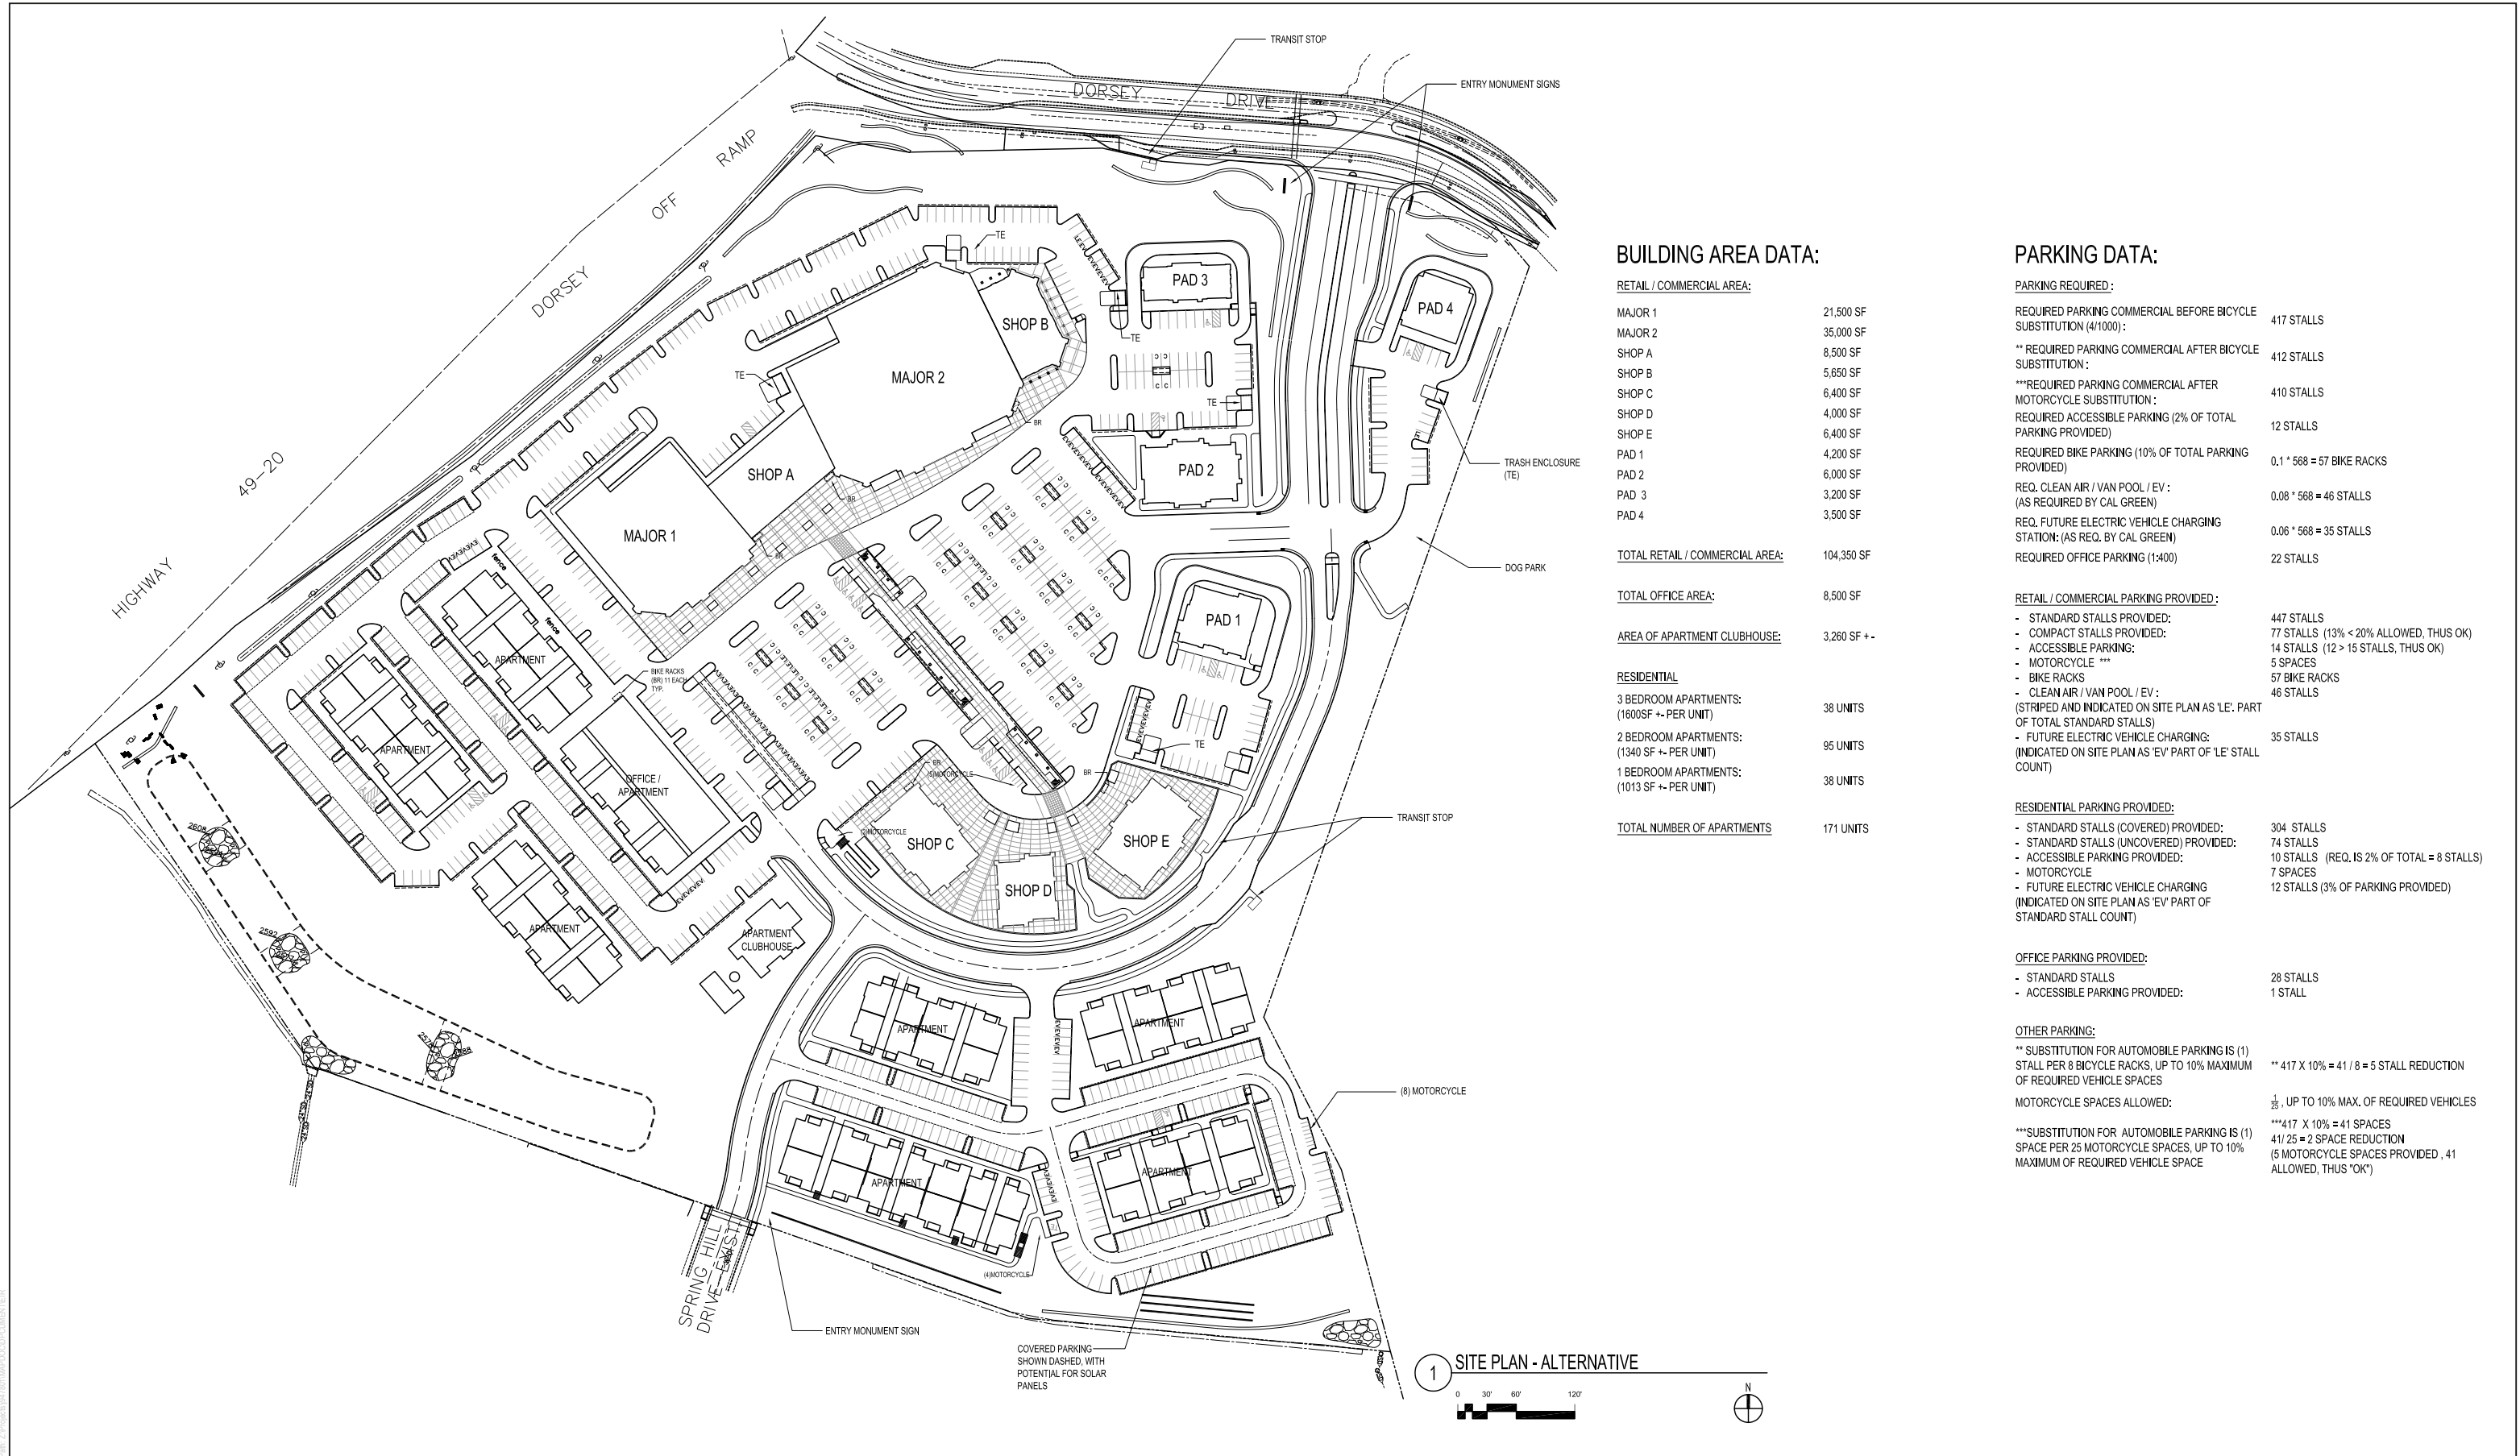 TRANSIT STOP
ENTRY MONUMENT SIGNS
DORSEY DRIVE
HIGHWAY 49-20
DORSEY OFF RAMP
TE
PAD 3
PAD 4
SHOP B
TE
MAJOR 2
TE
TE
BR
PAD 2
SHOP A
BR
TRASH ENCLOSURE
(TE)
MAJOR 1
BR
DOG PARK
EVEVEVEV
fence
fence
PAD 1
APARTMENT
BIKE RACKS
(BR) 11 EACH
TYP.
APARTMENT
OFFICE /
APARTMENT
TE
BR
BR
(5)MOTORCYCLE
TRANSIT STOP
MOTORCYCLE
SHOP C
SHOP D
SHOP E
2608
2592
APARTMENT
EVEVEVEV
APARTMENT
CLUBHOUSE
APARTMENT
APARTMENT
EVEVEVEV
2578
(8) MOTORCYCLE
APARTMENT
APARTMENT
EVEVEVEV
(4)MOTORCYCLE
SPRING HILL
DRIVE - EXIST
ENTRY MONUMENT SIGN
COVERED PARKING
SHOWN DASHED, WITH
POTENTIAL FOR SOLAR
PANELS
1 SITE PLAN - ALTERNATIVE
0 30' 60' 120'
N
BUILDING AREA DATA:
RETAIL / COMMERCIAL AREA:
MAJOR 1 21,500 SF
MAJOR 2 35,000 SF
SHOP A 8,500 SF
SHOP B 5,650 SF
SHOP C 6,400 SF
SHOP D 4,000 SF
SHOP E 6,400 SF
PAD 1 4,200 SF
PAD 2 6,000 SF
PAD 3 3,200 SF
PAD 4 3,500 SF
TOTAL RETAIL / COMMERCIAL AREA: 104,350 SF
TOTAL OFFICE AREA: 8,500 SF
AREA OF APARTMENT CLUBHOUSE: 3,260 SF + -
RESIDENTIAL
3 BEDROOM APARTMENTS:
(1600SF +- PER UNIT) 38 UNITS
2 BEDROOM APARTMENTS:
(1340 SF +- PER UNIT) 95 UNITS
1 BEDROOM APARTMENTS:
(1013 SF +- PER UNIT) 38 UNITS
TOTAL NUMBER OF APARTMENTS 171 UNITS
PARKING DATA:
PARKING REQUIRED :
REQUIRED PARKING COMMERCIAL BEFORE BICYCLE
SUBSTITUTION (4/1000) : 417 STALLS
** REQUIRED PARKING COMMERCIAL AFTER BICYCLE
SUBSTITUTION : 412 STALLS
***REQUIRED PARKING COMMERCIAL AFTER
MOTORCYCLE SUBSTITUTION : 410 STALLS
REQUIRED ACCESSIBLE PARKING (2% OF TOTAL
PARKING PROVIDED) 12 STALLS
REQUIRED BIKE PARKING (10% OF TOTAL PARKING
PROVIDED) 0.1 * 568 = 57 BIKE RACKS
REQ. CLEAN AIR / VAN POOL / EV :
(AS REQUIRED BY CAL GREEN) 0.08 * 568 = 46 STALLS
REQ. FUTURE ELECTRIC VEHICLE CHARGING
STATION: (AS REQ. BY CAL GREEN) 0.06 * 568 = 35 STALLS
REQUIRED OFFICE PARKING (1:400) 22 STALLS
RETAIL / COMMERCIAL PARKING PROVIDED :
- STANDARD STALLS PROVIDED: 447 STALLS
- COMPACT STALLS PROVIDED: 77 STALLS (13% < 20% ALLOWED, THUS OK)
- ACCESSIBLE PARKING: 14 STALLS (12 > 15 STALLS, THUS OK)
- MOTORCYCLE *** 5 SPACES
- BIKE RACKS 57 BIKE RACKS
- CLEAN AIR / VAN POOL / EV : 46 STALLS
(STRIPED AND INDICATED ON SITE PLAN AS 'LE'. PART
OF TOTAL STANDARD STALLS)
- FUTURE ELECTRIC VEHICLE CHARGING: 35 STALLS
(INDICATED ON SITE PLAN AS 'EV' PART OF 'LE' STALL
COUNT)
RESIDENTIAL PARKING PROVIDED:
- STANDARD STALLS (COVERED) PROVIDED: 304 STALLS
- STANDARD STALLS (UNCOVERED) PROVIDED: 74 STALLS
- ACCESSIBLE PARKING PROVIDED: 10 STALLS (REQ. IS 2% OF TOTAL = 8 STALLS)
- MOTORCYCLE 7 SPACES
- FUTURE ELECTRIC VEHICLE CHARGING 12 STALLS (3% OF PARKING PROVIDED)
(INDICATED ON SITE PLAN AS 'EV' PART OF
STANDARD STALL COUNT)
OFFICE PARKING PROVIDED:
- STANDARD STALLS 28 STALLS
- ACCESSIBLE PARKING PROVIDED: 1 STALL
OTHER PARKING:
** SUBSTITUTION FOR AUTOMOBILE PARKING IS (1)
STALL PER 8 BICYCLE RACKS, UP TO 10% MAXIMUM ** 417 X 10% = 41 / 8 = 5 STALL REDUCTION
OF REQUIRED VEHICLE SPACES
MOTORCYCLE SPACES ALLOWED: 1/25 , UP TO 10% MAX. OF REQUIRED VEHICLES
***SUBSTITUTION FOR AUTOMOBILE PARKING IS (1)
SPACE PER 25 MOTORCYCLE SPACES, UP TO 10%
MAXIMUM OF REQUIRED VEHICLE SPACE
***417 X 10% = 41 SPACES
41/ 25 = 2 SPACE REDUCTION
(5 MOTORCYCLE SPACES PROVIDED , 41
ALLOWED, THUS "OK")